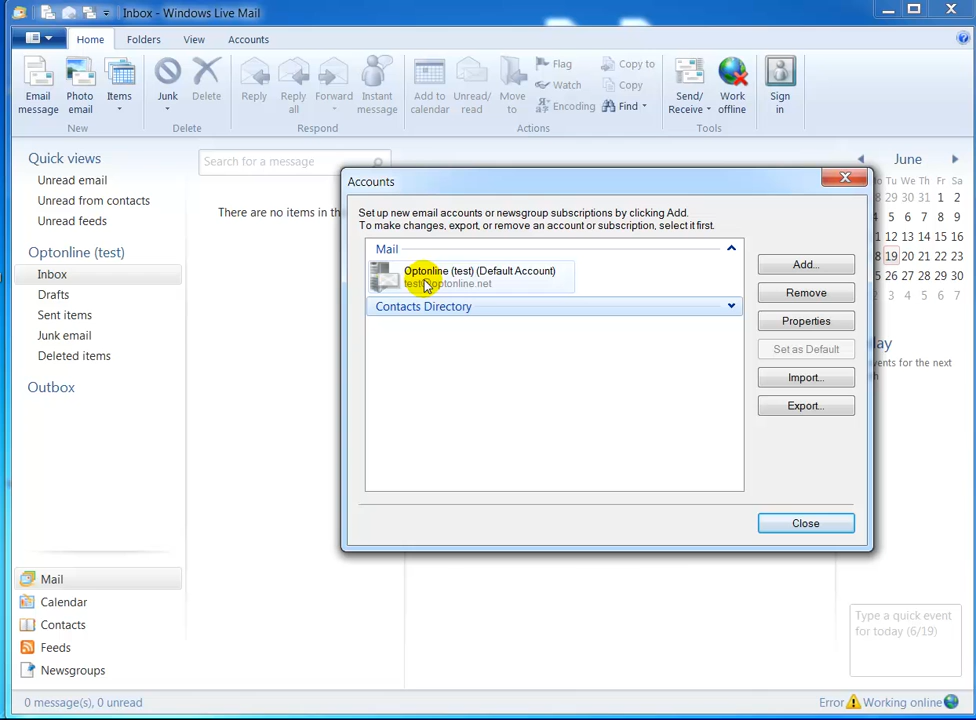 Inbox - Windows Live Mail
Home Folders View Accounts
Email message
Photo email
Items
New
Junk
Delete
Delete
Reply
Reply all
Forward
Instant message
Respond
Add to calendar
Unread/ read
Move to
Flag
Watch
Encoding
Copy to
Copy
Find
Actions
Send/ Receive
Work offline
Tools
Sign in
Quick views
Unread email
Unread from contacts
Unread feeds
Optonline (test)
Inbox
Drafts
Sent items
Junk email
Deleted items
Outbox
Mail
Calendar
Contacts
Feeds
Newsgroups
Search for a message
There are no items in th
Accounts
Set up new email accounts or newsgroup subscriptions by clicking Add.
To make changes, export, or remove an account or subscription, select it first.
Mail
Optonline (test) (Default Account)
test@optonline.net
Contacts Directory
Add...
Remove
Properties
Set as Default
Import...
Export...
Close
June
Tu We Th Fr Sa
29 30 31 1 2
4 5 6 7 8 9
11 12 13 14 15 16
18 19 20 21 22 23
25 26 27 28 29 30
2 3 4 5 6 7
day
vents for the next
Type a quick event
for today (6/19)
0 message(s), 0 unread
Error Working online